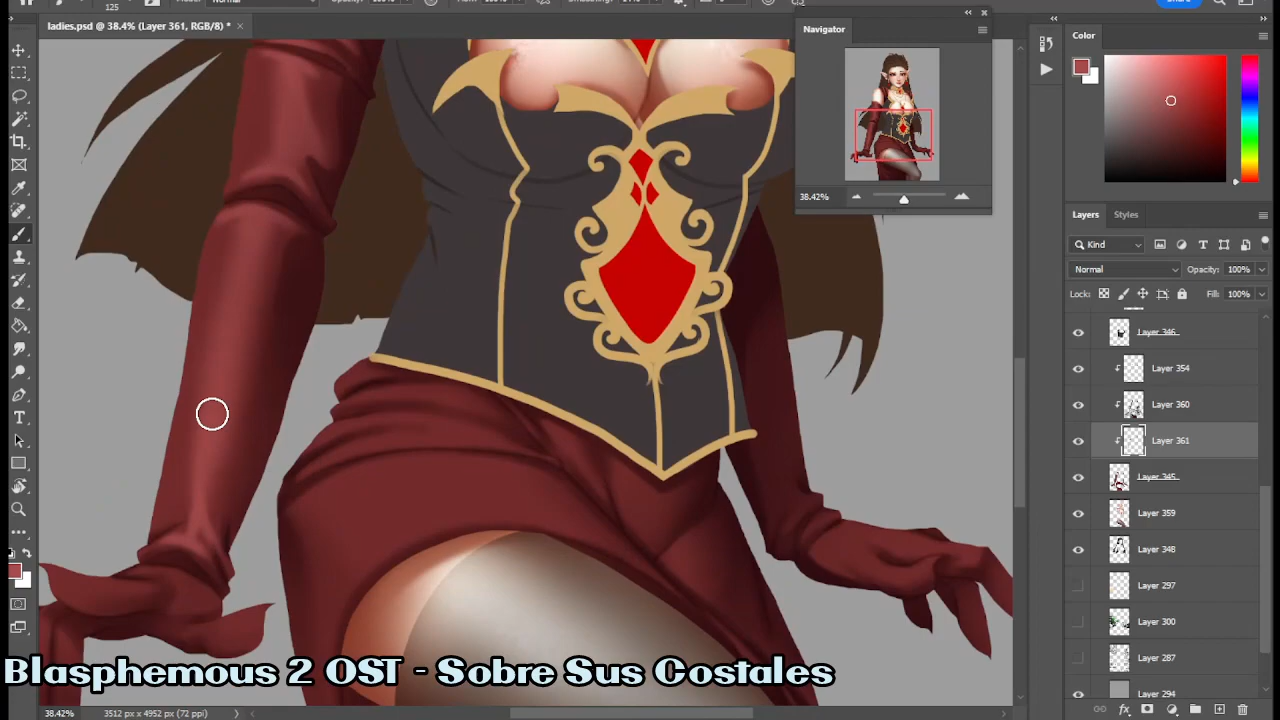 125
ladies.psd @ 38.4% (Layer 361, RGB/8) *
Navigator
38.42%
Color
Layers
Styles
Kind
Normal
Opacity: 100%
Lock:
Fill: 100%
Layer 346
Layer 354
Layer 360
Layer 361
Layer 345
Layer 359
Layer 348
Layer 297
Layer 300
Layer 287
Layer 294
Blasphemous 2 OST - Sobre Sus Costales
38.42%
3512 px x 4952 px (72 ppi)